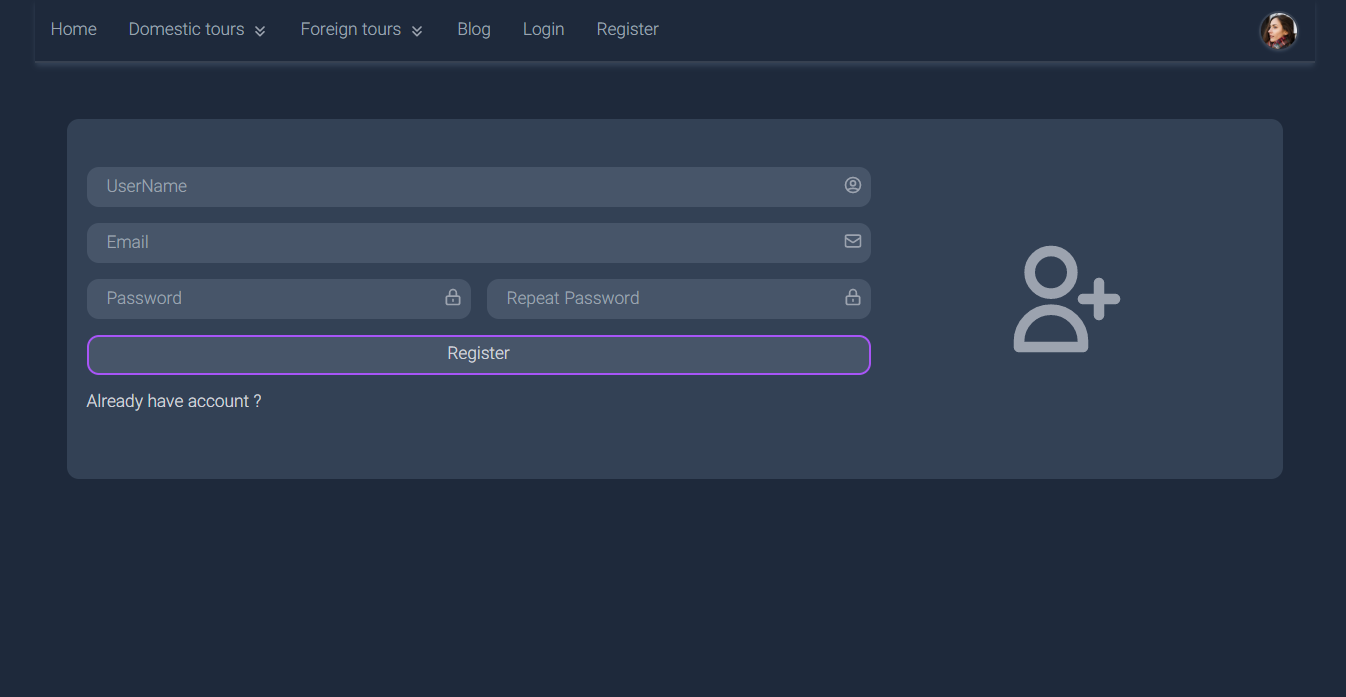 Home Domestic tours Foreign tours Blog Login Register
UserName
Email
Password Repeat Password
Register
Already have account ?